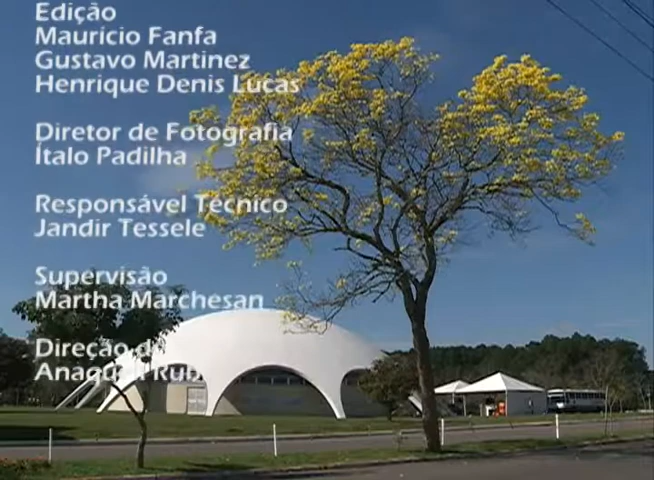 Edição
Maurício Fanfa
Gustavo Martinez
Henrique Denis Lucas
Diretor de Fotografia
Ítalo Padilha
Responsável Técnico
Jandir Tessele
Supervisão
Martha Marchesan
Direção de